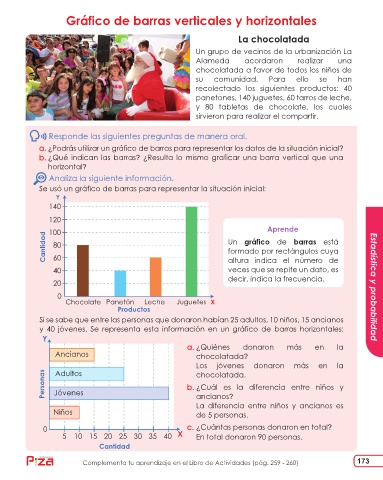 Gráfico de barras verticales y horizontales
La chocolatada
Un grupo de vecinos de la urbanización La
Alameda acordaron realizar una
chocolatada a favor de todos los niños de
su comunidad. Para ello se han
recolectado los siguientes productos: 40
panetones, 140 juguetes, 60 tarros de leche,
y 80 tabletas de chocolate, los cuales
sirvieron para realizar el compartir.
Responde las siguientes preguntas de manera oral.
a. ¿Podrás utilizar un gráfico de barras para representar los datos de la situación inicial?
b. ¿Qué indican las barras? ¿Resulta lo mismo graficar una barra vertical que una
horizontal?
Analiza la siguiente información.
Se usó un gráfico de barras para representar la situación inicial:
Y
140
120
100
80
60
40
20
0
Cantidad
Chocolate Panetón Leche Juguetes X
Productos
Aprende
Un gráfico de barras está
formado por rectángulos cuya
altura indica el número de
veces que se repite un dato, es
decir, indica la frecuencia.
Estadística y probabilidad
Si se sabe que entre las personas que donaron habían 25 adultos, 10 niños, 15 ancianos
y 40 jóvenes. Se representa esta información en un gráfico de barras horizontales:
Y
Ancianos
Adultos
Jóvenes
Niños
Personas
0 5 10 15 20 25 30 35 40 X
Cantidad
a. ¿Quiénes donaron más en la
chocolatada?
Los jóvenes donaron más en la
chocolatada.
b. ¿Cuál es la diferencia entre niños y
ancianos?
La diferencia entre niños y ancianos es
de 5 personas.
c. ¿Cuántas personas donaron en total?
En total donaron 90 personas.
Complementa tu aprendizaje en el Libro de Actividades (pág. 259 - 260)
173